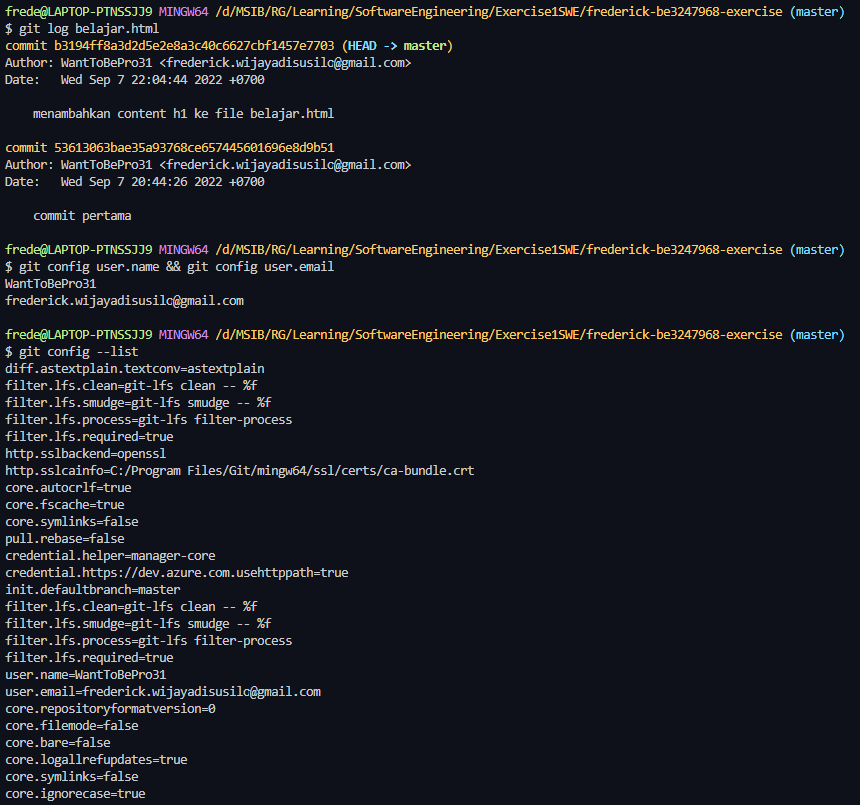 frede@LAPTOP-PTNSSJJ9 MINGW64 /d/MSIB/RG/Learning/SoftwareEngineering/Exercise1SWE/frederick-be3247968-exercise (master)
$ git log belajar.html
commit b3194ff8a3d2d5e2e8a3c40c6627cbf1457e7703 (HEAD -> master)
Author: WantToBePro31 <frederick.wijayadisusilo@gmail.com>
Date:   Wed Sep 7 22:04:44 2022 +0700

    menambahkan content h1 ke file belajar.html

commit 53613063bae35a93768ce657445601696e8d9b51
Author: WantToBePro31 <frederick.wijayadisusilo@gmail.com>
Date:   Wed Sep 7 20:44:26 2022 +0700

    commit pertama

frede@LAPTOP-PTNSSJJ9 MINGW64 /d/MSIB/RG/Learning/SoftwareEngineering/Exercise1SWE/frederick-be3247968-exercise (master)
$ git config user.name && git config user.email
WantToBePro31
frederick.wijayadisusilo@gmail.com

frede@LAPTOP-PTNSSJJ9 MINGW64 /d/MSIB/RG/Learning/SoftwareEngineering/Exercise1SWE/frederick-be3247968-exercise (master)
$ git config --list
diff.astextplain.textconv=astextplain
filter.lfs.clean=git-lfs clean -- %f
filter.lfs.smudge=git-lfs smudge -- %f
filter.lfs.process=git-lfs filter-process
filter.lfs.required=true
http.sslbackend=openssl
http.sslcainfo=C:/Program Files/Git/mingw64/ssl/certs/ca-bundle.crt
core.autocrlf=true
core.fscache=true
core.symlinks=false
pull.rebase=false
credential.helper=manager-core
credential.https://dev.azure.com.usehttppath=true
init.defaultbranch=master
filter.lfs.clean=git-lfs clean -- %f
filter.lfs.smudge=git-lfs smudge -- %f
filter.lfs.process=git-lfs filter-process
filter.lfs.required=true
user.name=WantToBePro31
user.email=frederick.wijayadisusilo@gmail.com
core.repositoryformatversion=0
core.filemode=false
core.bare=false
core.logallrefupdates=true
core.symlinks=false
core.ignorecase=true